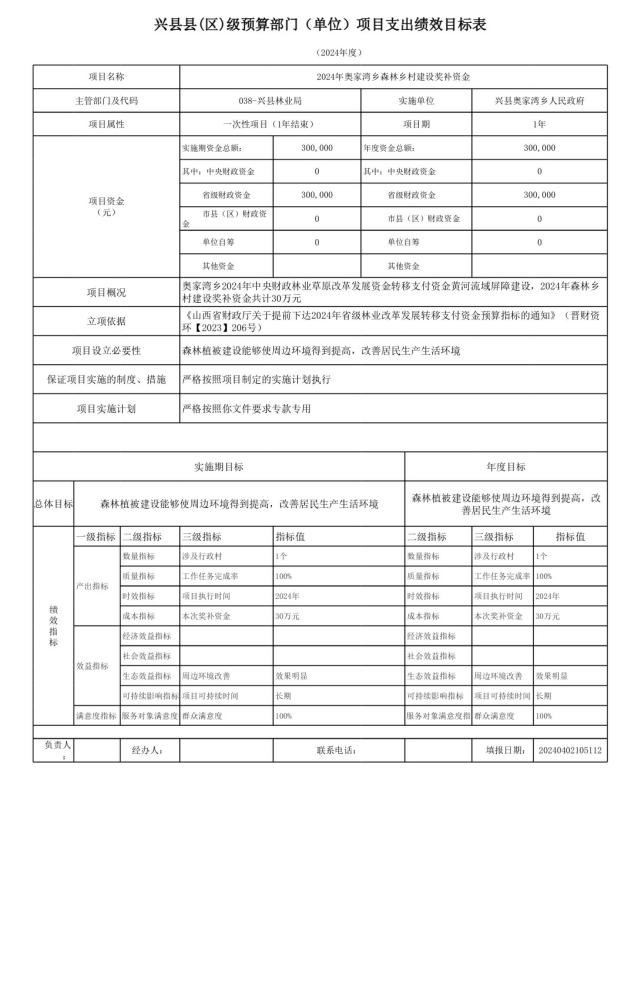 兴县县(区)级预算部门（单位）项目支出绩效目标表
（2024年度）
项目名称 2024年奥家湾乡森林乡村建设奖补资金
主管部门及代码 038-兴县林业局 实施单位 兴县奥家湾乡人民政府
项目属性 一次性项目（1年结束） 项目期 1年
项目资金
（元）
实施期资金总额： 300,000 年度资金总额： 300,000
其中：中央财政资金 0 其中：中央财政资金 0
省级财政资金 300,000 省级财政资金 300,000
市县（区）财政资
金 0 市县（区）财政资金 0
单位自筹 0 单位自筹 0
其他资金 其他资金
项目概况 奥家湾乡2024年中央财政林业草原改革发展资金转移支付资金黄河流域屏障建设，2024年森林乡
村建设奖补资金共计30万元
立项依据 《山西省财政厅关于提前下达2024年省级林业改革发展转移支付资金预算指标的通知》（晋财资
环【2023】206号）
项目设立必要性 森林植被建设能够使周边环境得到提高，改善居民生产生活环境
保证项目实施的制度、措施 严格按照项目制定的实施计划执行
项目实施计划 严格按照你文件要求专款专用
实施期目标 年度目标
总体目标 森林植被建设能够使周边环境得到提高，改善居民生产生活环境 森林植被建设能够使周边环境得到提高，改
善居民生产生活环境
绩效指标
一级指标 二级指标 三级指标 指标值 二级指标 三级指标 指标值
产出指标 数量指标 涉及行政村 1个 数量指标 涉及行政村 1个
质量指标 工作任务完成率 100% 质量指标 工作任务完成率 100%
时效指标 项目执行时间 2024年 时效指标 项目执行时间 2024年
成本指标 本次奖补资金 30万元 成本指标 本次奖补资金 30万元
效益指标 经济效益指标 经济效益指标
社会效益指标 社会效益指标
生态效益指标 周边环境改善 效果明显 生态效益指标 周边环境改善 效果明显
可持续影响指标 项目可持续时间 长期 可持续影响指标 项目可持续时间 长期
满意度指标 服务对象满意度 群众满意度 100% 服务对象满意度指 群众满意度 100%
负责人
： 经办人： 联系电话： 填报日期： 20240402105112